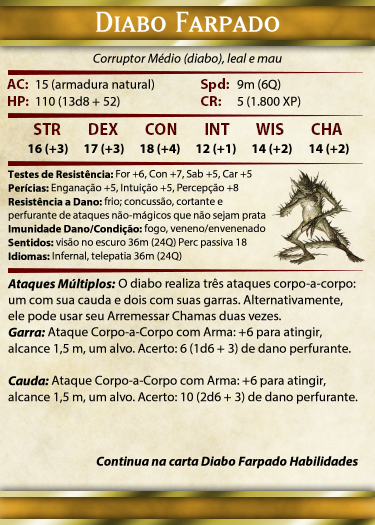 Diabo Farpado
Corruptor Médio (diabo), leal e mau
AC: 15 (armadura natural) Spd: 9m (6Q)
HP: 110 (13d8 + 52) CR: 5 (1.800 XP)
STR DEX CON INT WIS CHA
16 (+3) 17 (+3) 18 (+4) 12 (+1) 14 (+2) 14 (+2)
Testes de Resistência: For +6, Con +7, Sab +5, Car +5
Perícias: Enganação +5, Intuição +5, Percepção +8
Resistência a Dano: frio; concussão, cortante e
perfurante de ataques não-mágicos que não sejam prata
Imunidade Dano/Condição: fogo, veneno/envenenado
Sentidos: visão no escuro 36m (24Q) Perc passiva 18
Idiomas: Infernal, telepatia 36m (24Q)
Ataques Múltiplos: O diabo realiza três ataques corpo-a-corpo:
um com sua cauda e dois com suas garras. Alternativamente,
ele pode usar seu Arremessar Chamas duas vezes.
Garra: Ataque Corpo-a-Corpo com Arma: +6 para atingir,
alcance 1,5 m, um alvo. Acerto: 6 (1d6 + 3) de dano perfurante.
Cauda: Ataque Corpo-a-Corpo com Arma: +6 para atingir,
alcance 1,5 m, um alvo. Acerto: 10 (2d6 + 3) de dano perfurante.
Continua na carta Diabo Farpado Habilidades